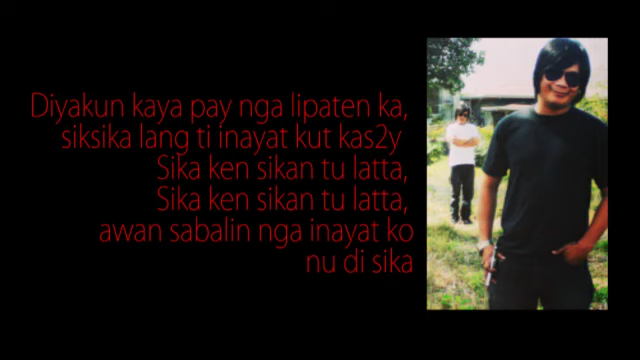 Diyakun kaya pay nga lipaten ka,
siksika lang ti inayat kut kas2y
Sika ken sikan tu latta,
Sika ken sikan tu latta,
awan sabalin nga inayat ko
nu di sika